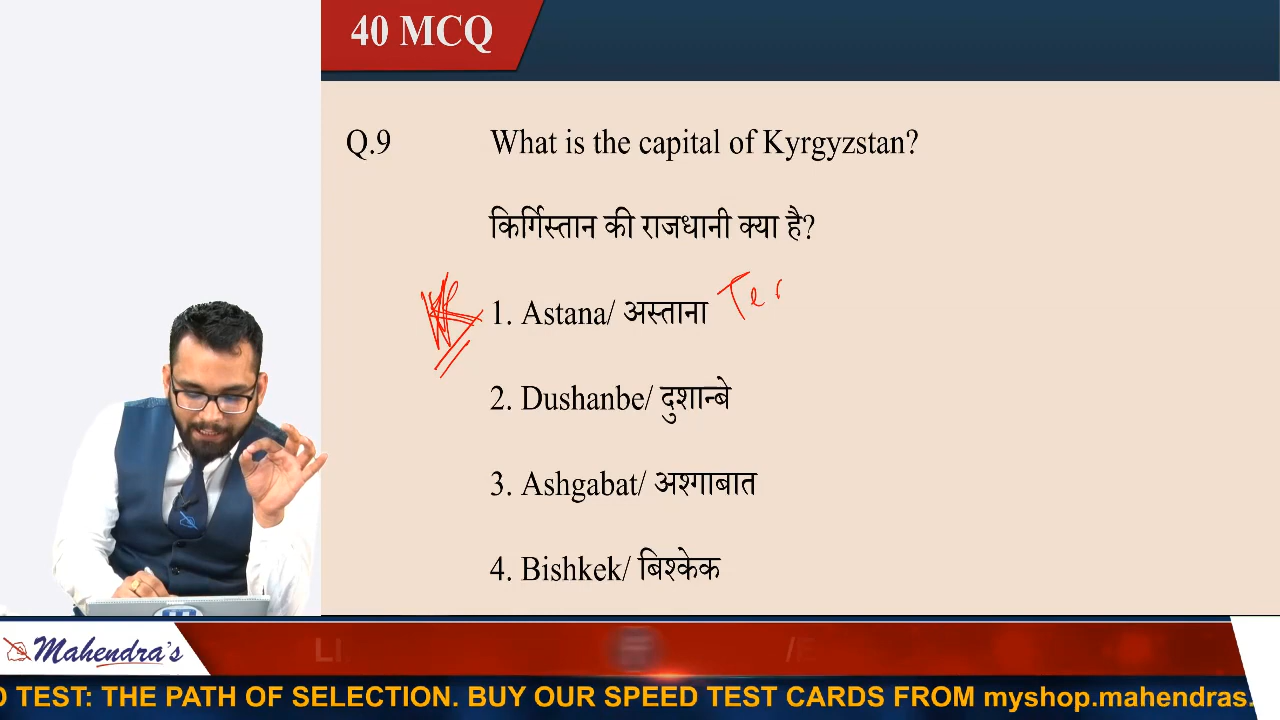 40 MCQ
Q.9 What is the capital of Kyrgyzstan?
किर्गिस्तान की राजधानी क्या है?
1. Astana/ अस्ताना Ter
2. Dushanbe/ दुशान्बे
3. Ashgabat/ अश्गाबात
4. Bishkek/ बिश्केक
Mahendra's
TEST: THE PATH OF SELECTION. BUY OUR SPEED TEST CARDS FROM myshop.mahendras.